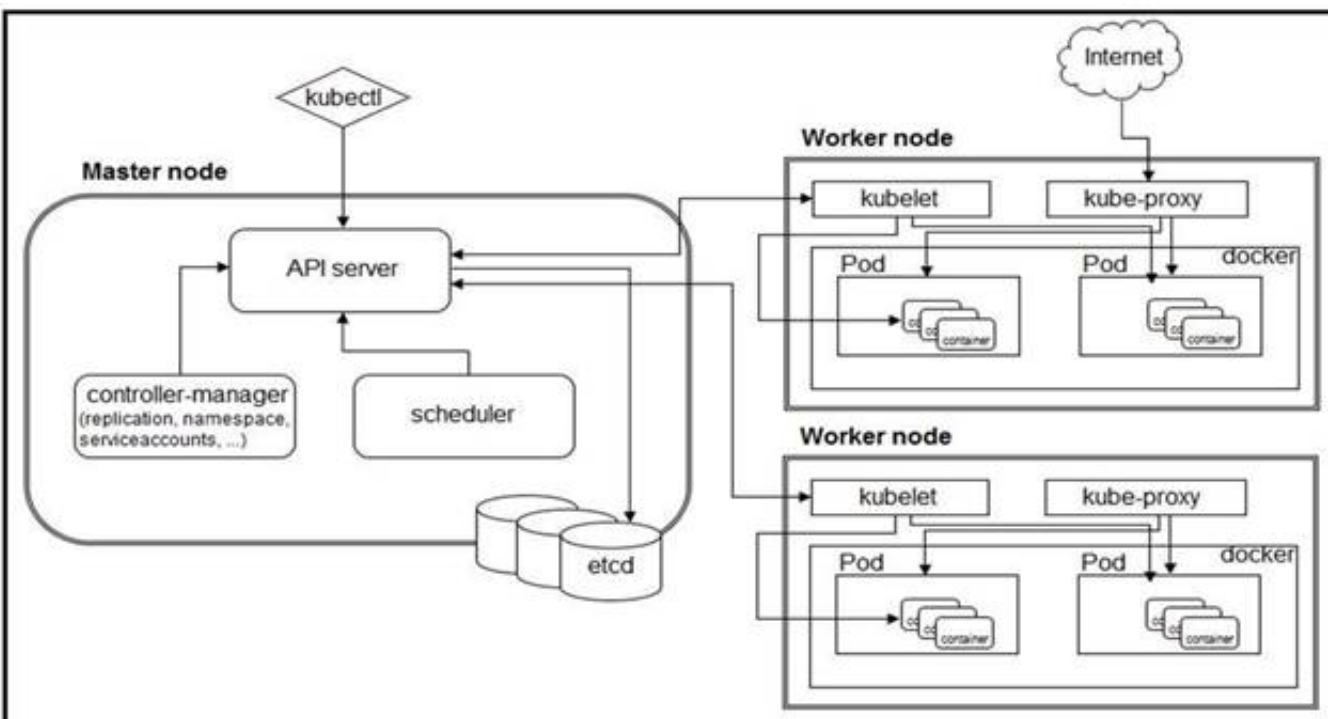 kubectl
Master node
API server
controller-manager
(replication, namespace,
serviceaccounts, ...)
scheduler
etcd
Internet
Worker node
kubelet
kube-proxy
docker
Pod
Pod
container
container
Worker node
kubelet
kube-proxy
docker
Pod
Pod
container
container